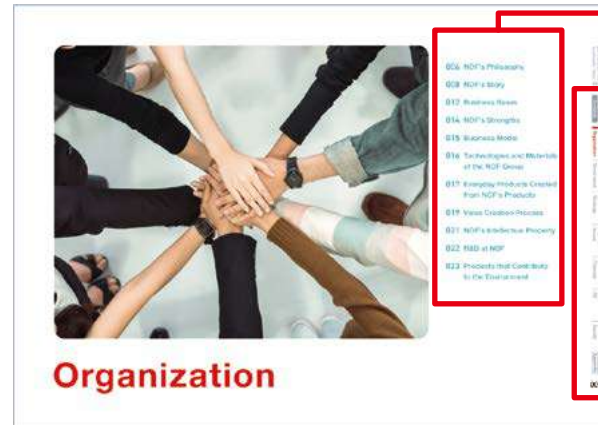 006 NOF's Philosophy
008 NOF's Story
012 Business Fields
014 NOF's Strengths
015 Business Model
016 Technologies and Materials
of the NOF Group
017 Everyday Products Created
from NOF's Products
019 Value Creation Process
021 NOF's Intellectual Property
022 R&D at NOF
023 Products that Contribute
to the Environment
Organization
Organization